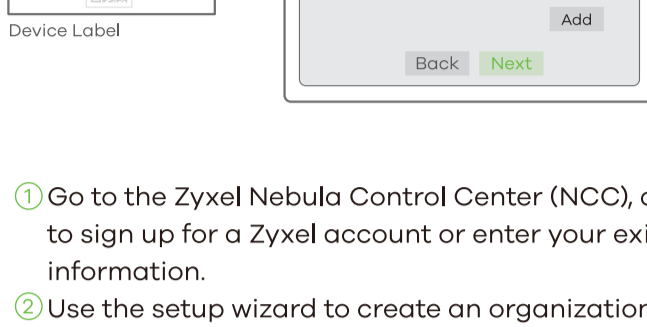 Device Label
Add
Back Next
① Go to the Zyxel Nebula Control Center (NCC),
to sign up for a Zyxel account or enter your
information.
② Use the setup wizard to create an organization